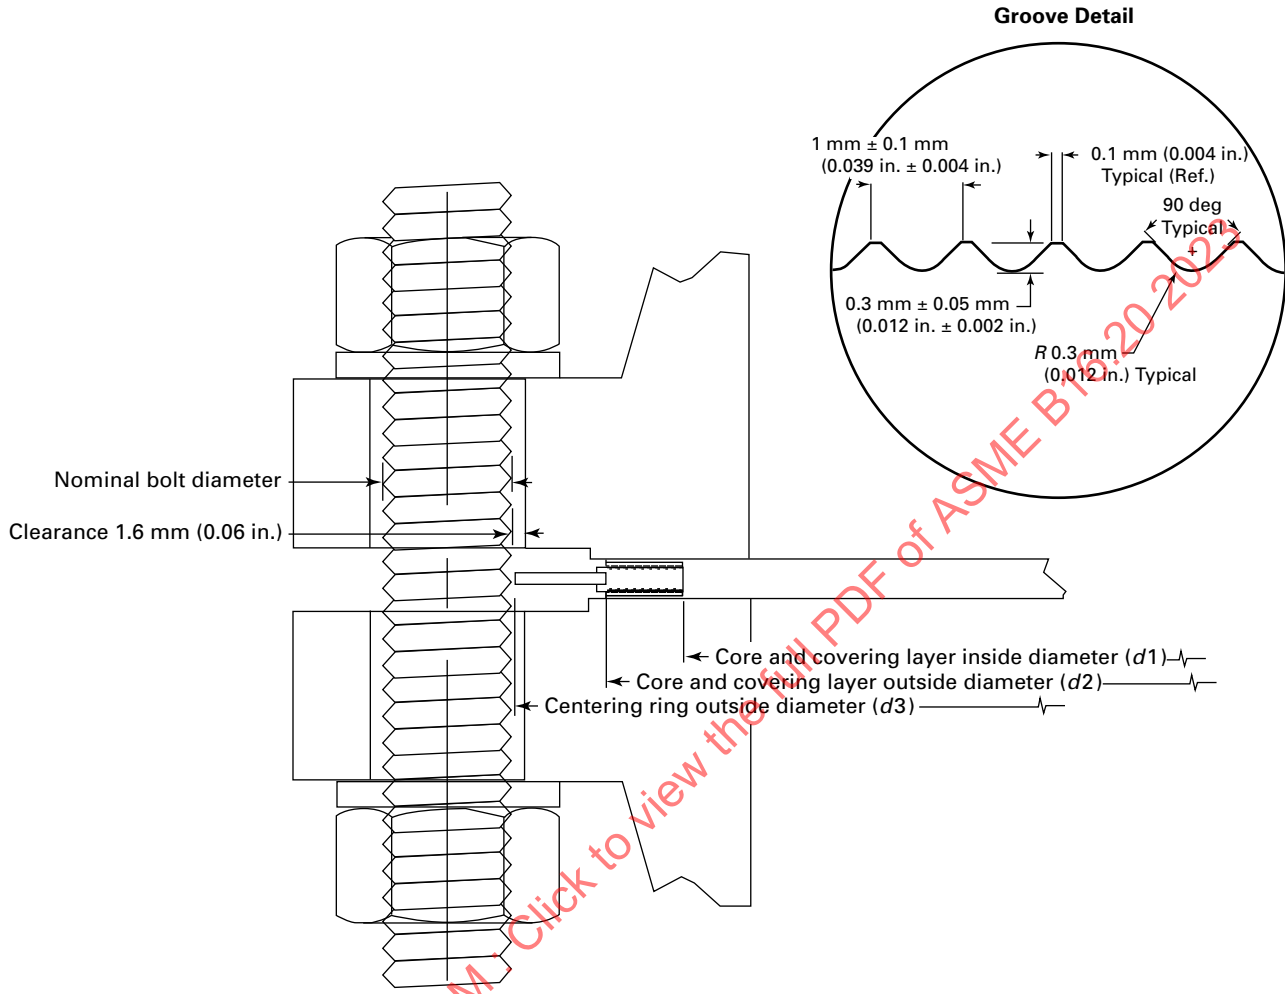 Groove Detail
1 mm ± 0.1 mm
(0.039 in. ± 0.004 in.)
0.1 mm (0.004 in.)
Typical (Ref.)
90 deg
Typical
0.3 mm ± 0.05 mm
(0.012 in. ± 0.002 in.)
R 0.3 mm
(0.012 in.) Typical
Nominal bolt diameter
Clearance 1.6 mm (0.06 in.)
Core and covering layer inside diameter (d1)
Core and covering layer outside diameter (d2)
Centering ring outside diameter (d3)
M : Click to view the full PDF of ASME B16.20 2023